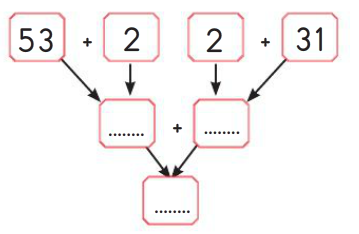 53 + 2 2 + 31
........ + ........
........